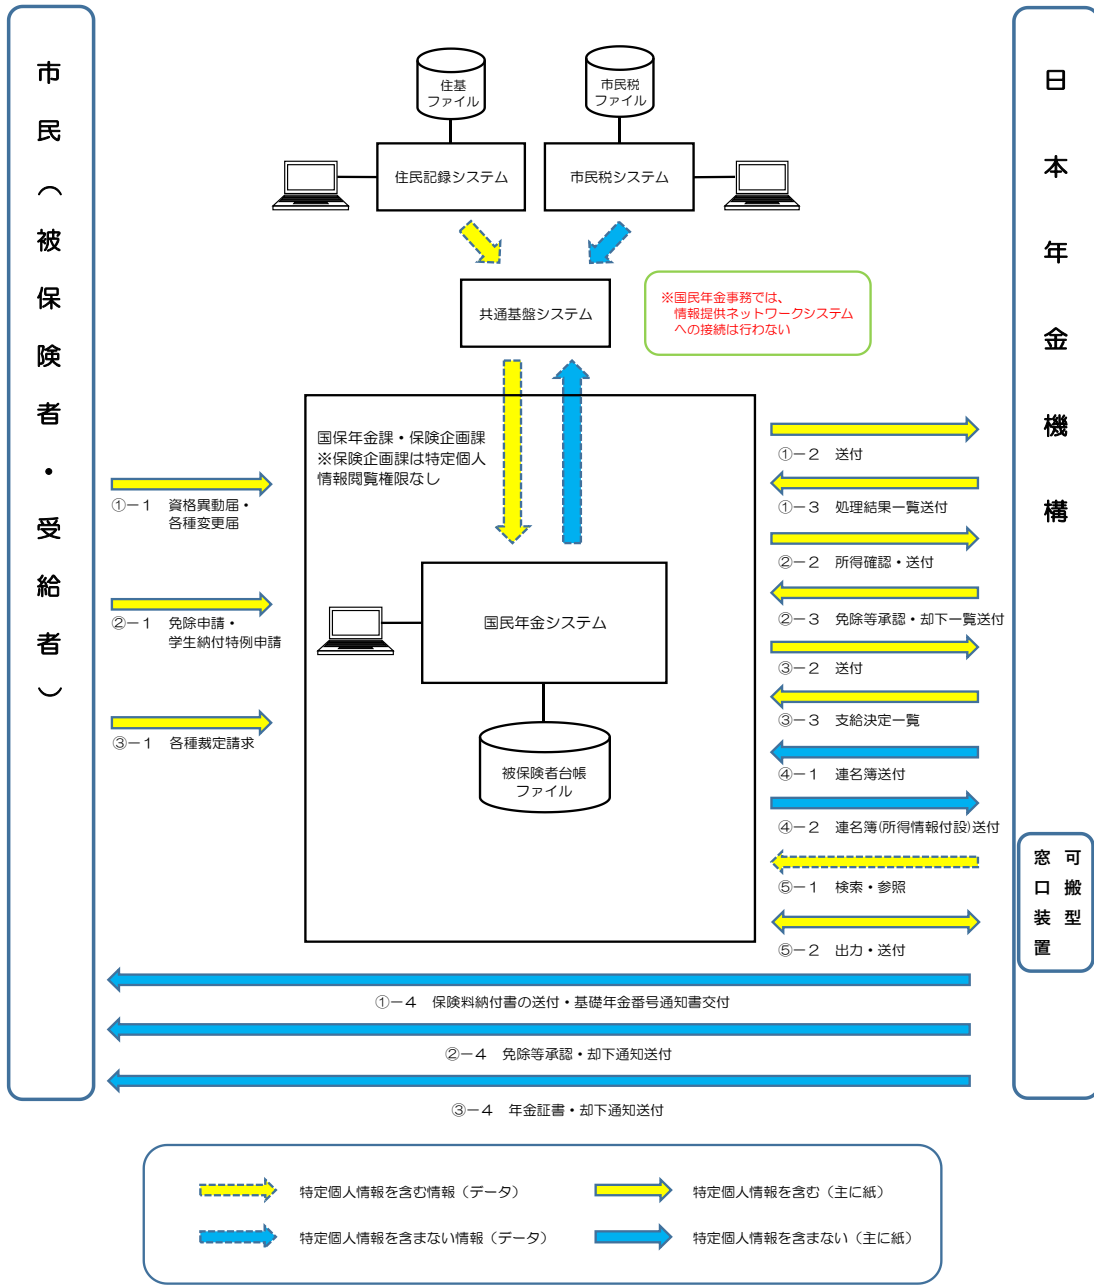 市民（被保険者・受給者）
住基
ファイル
市民税
ファイル
住民記録システム
市民税システム
共通基盤システム
※国民年金事務では、
情報提供ネットワークシステム
への接続は行わない
国保年金課・保険企画課
※保険企画課は特定個人
情報閲覧権限なし
①－1　資格異動届・
各種変更届
②－1　免除申請・
学生納付特例申請
③－1　各種裁定請求
国民年金システム
被保険者台帳
ファイル
日本年金機構
①－2　送付
①－3　処理結果一覧送付
②－2　所得確認・送付
②－3　免除等承認・却下一覧送付
③－2　送付
③－3　支給決定一覧
④－1　連名簿送付
④－2　連名簿(所得情報付設)送付
⑤－1　検索・参照
⑤－2　出力・送付
可搬型
窓口装置
①－4　保険料納付書の送付・基礎年金番号通知書交付
②－4　免除等承認・却下通知送付
③－4　年金証書・却下通知送付
特定個人情報を含む情報（データ）
特定個人情報を含む（主に紙）
特定個人情報を含まない情報（データ）
特定個人情報を含まない（主に紙）